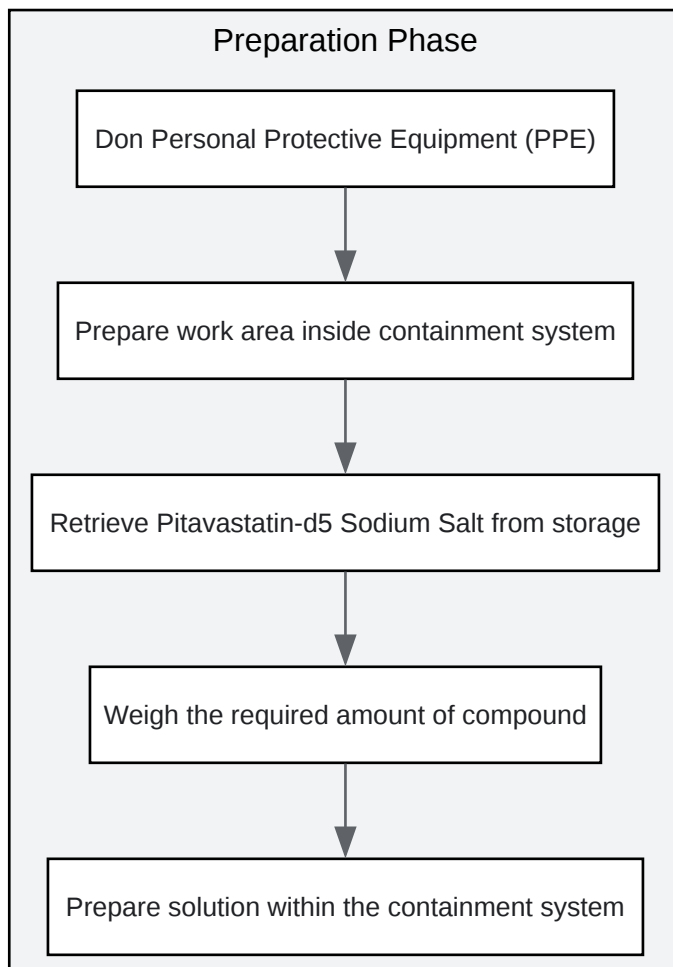 Preparation Phase
Don Personal Protective Equipment (PPE)
Prepare work area inside containment system
Retrieve Pitavastatin-d5 Sodium Salt from storage
Weigh the required amount of compound
Prepare solution within the containment system